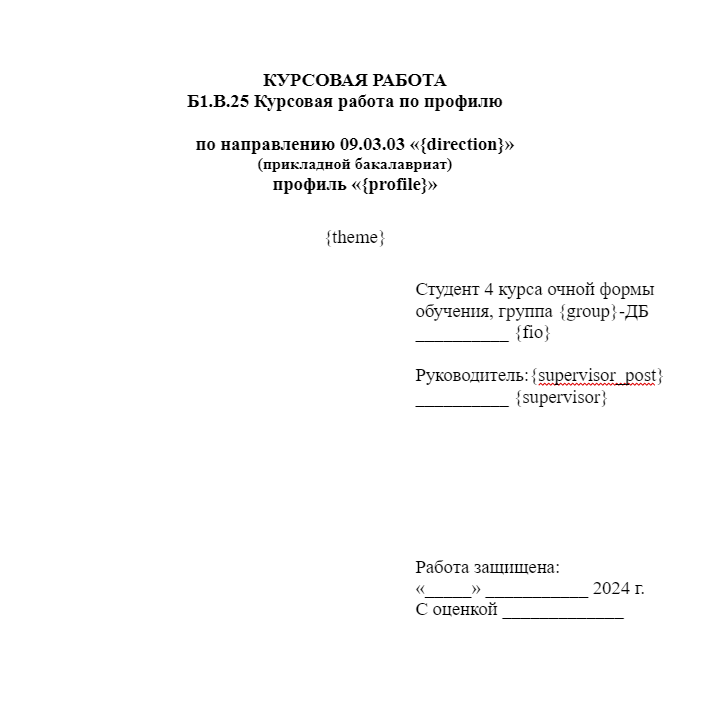 КУРСОВАЯ РАБОТА
Б1.В.25 Курсовая работа по профилю
по направлению 09.03.03 «{direction}»
(прикладной бакалавриат)
профиль «{profile}»
{theme}
Студент 4 курса очной формы
обучения, группа {group}-ДБ
__________ {fio}
Руководитель:{supervisor_post}
__________ {supervisor}
Работа защищена:
«_____» ___________ 2024 г.
С оценкой _____________